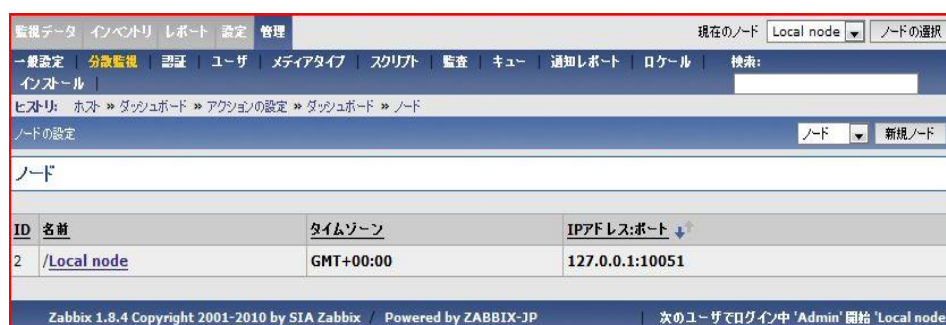 監視データ インベントリ レポート 設定 管理 現在のノード Local node ノードの選択
一般設定 | 分散監視 | 認証 | ユーザ | メディアタイプ | スクリプト | 監査 | キュー | 通知レポート | ロケール | 検索:
インストール |
ヒストリ: ホスト » ダッシュボード » アクションの設定 » ダッシュボード » ノード
ノードの設定 ノード 新規ノード
ノード
ID 名前 タイムゾーン IPアドレス:ポート
2 /Local node GMT+00:00 127.0.0.1:10051
Zabbix 1.8.4 Copyright 2001-2010 by SIA Zabbix / Powered by ZABBIX-JP | 次のユーザでログイン中 'Admin' 開始 'Local node